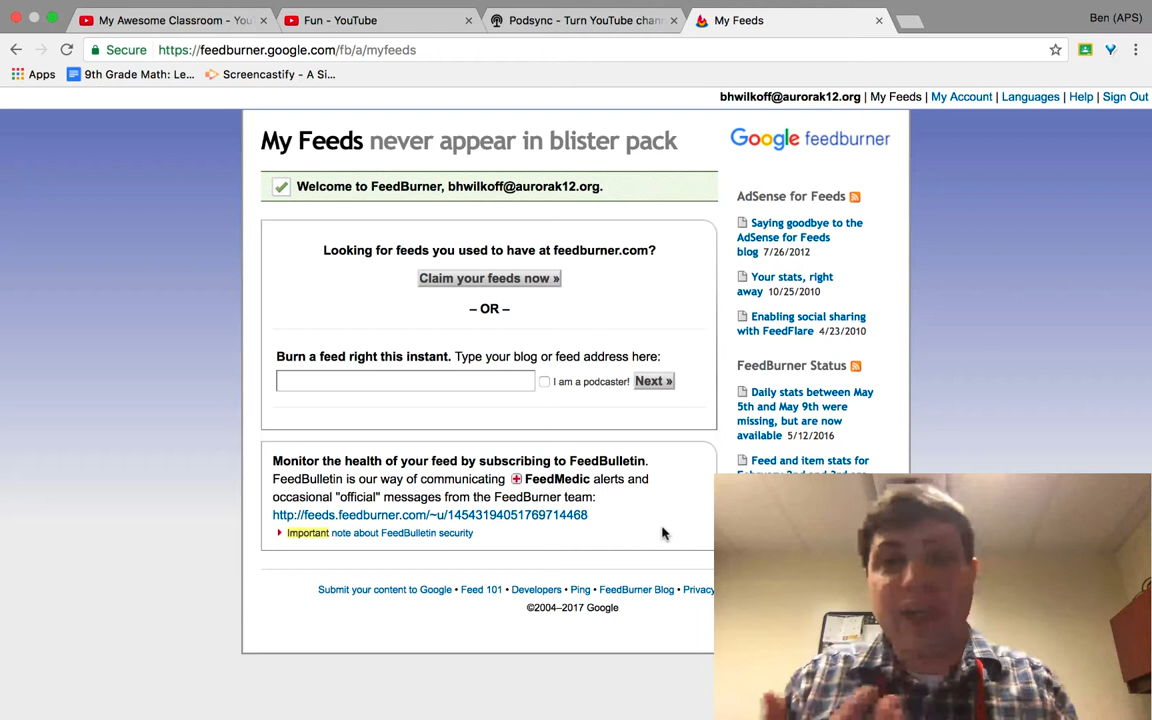 My Awesome Classroom - You
Fun - YouTube
Podsync - Turn YouTube chan
My Feeds
Ben (APS)
Secure https://feedburner.google.com/fb/a/myfeeds
Apps
9th Grade Math: Le...
Screencastify - A Si...
bhwilkoff@aurorak12.org | My Feeds | My Account | Languages | Help | Sign Out
My Feeds never appear in blister pack
Google feedburner
Welcome to FeedBurner, bhwilkoff@aurorak12.org.
Looking for feeds you used to have at feedburner.com?
Claim your feeds now »
– OR –
Burn a feed right this instant. Type your blog or feed address here:
I am a podcaster! Next »
Monitor the health of your feed by subscribing to FeedBulletin.
FeedBulletin is our way of communicating FeedMedic alerts and
occasional "official" messages from the FeedBurner team:
http://feeds.feedburner.com/~u/14543194051769714468
Important note about FeedBulletin security
AdSense for Feeds
Saying goodbye to the
AdSense for Feeds
blog 7/26/2012
Your stats, right
away 10/25/2010
Enabling social sharing
with FeedFlare 4/23/2010
FeedBurner Status
Daily stats between May
5th and May 9th were
missing, but are now
available 5/12/2016
Feed and item stats for
Submit your content to Google • Feed 101 • Developers • Ping • FeedBurner Blog • Privacy
©2004–2017 Google